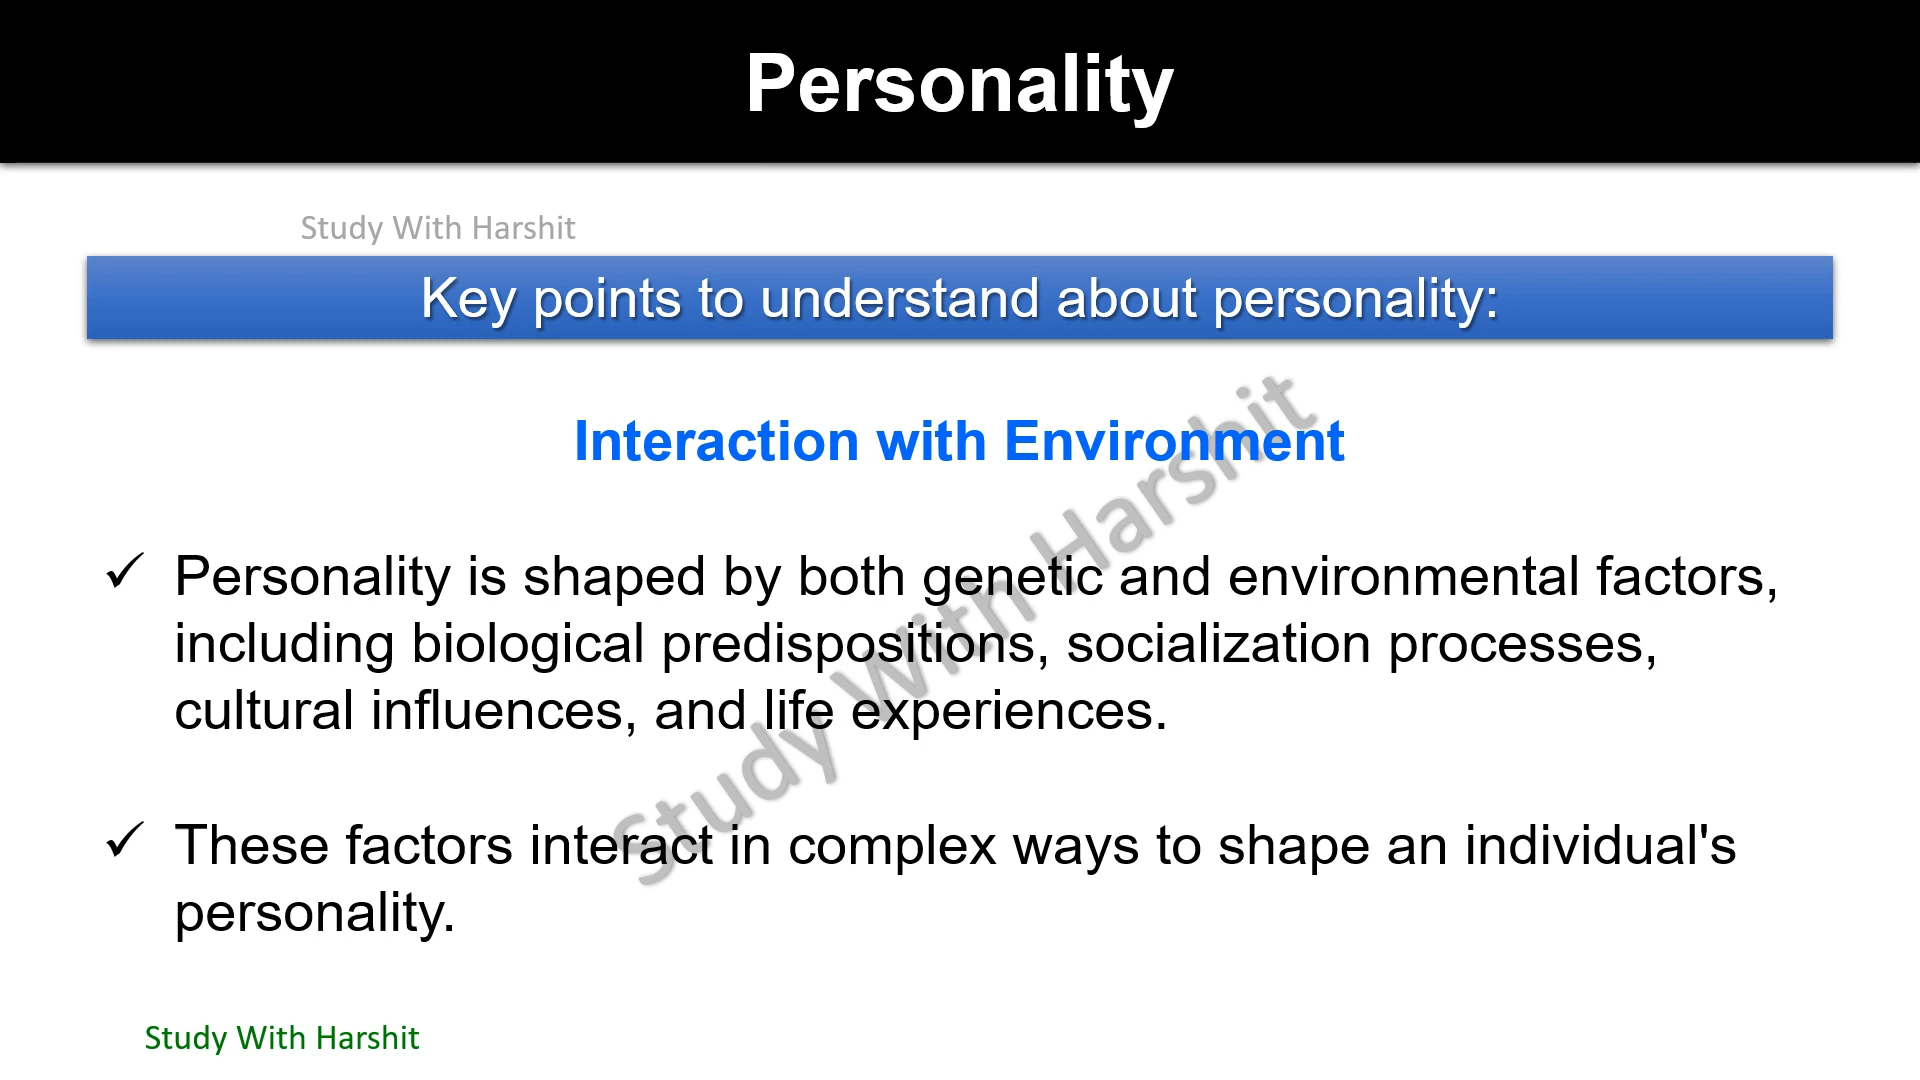 Personality
Study With Harshit
Key points to understand about personality:
Interaction with Environment
✓ Personality is shaped by both genetic and environmental factors,
including biological predispositions, socialization processes,
cultural influences, and life experiences.
✓ These factors interact in complex ways to shape an individual's
personality.
Study With Harshit
Study With Harshit